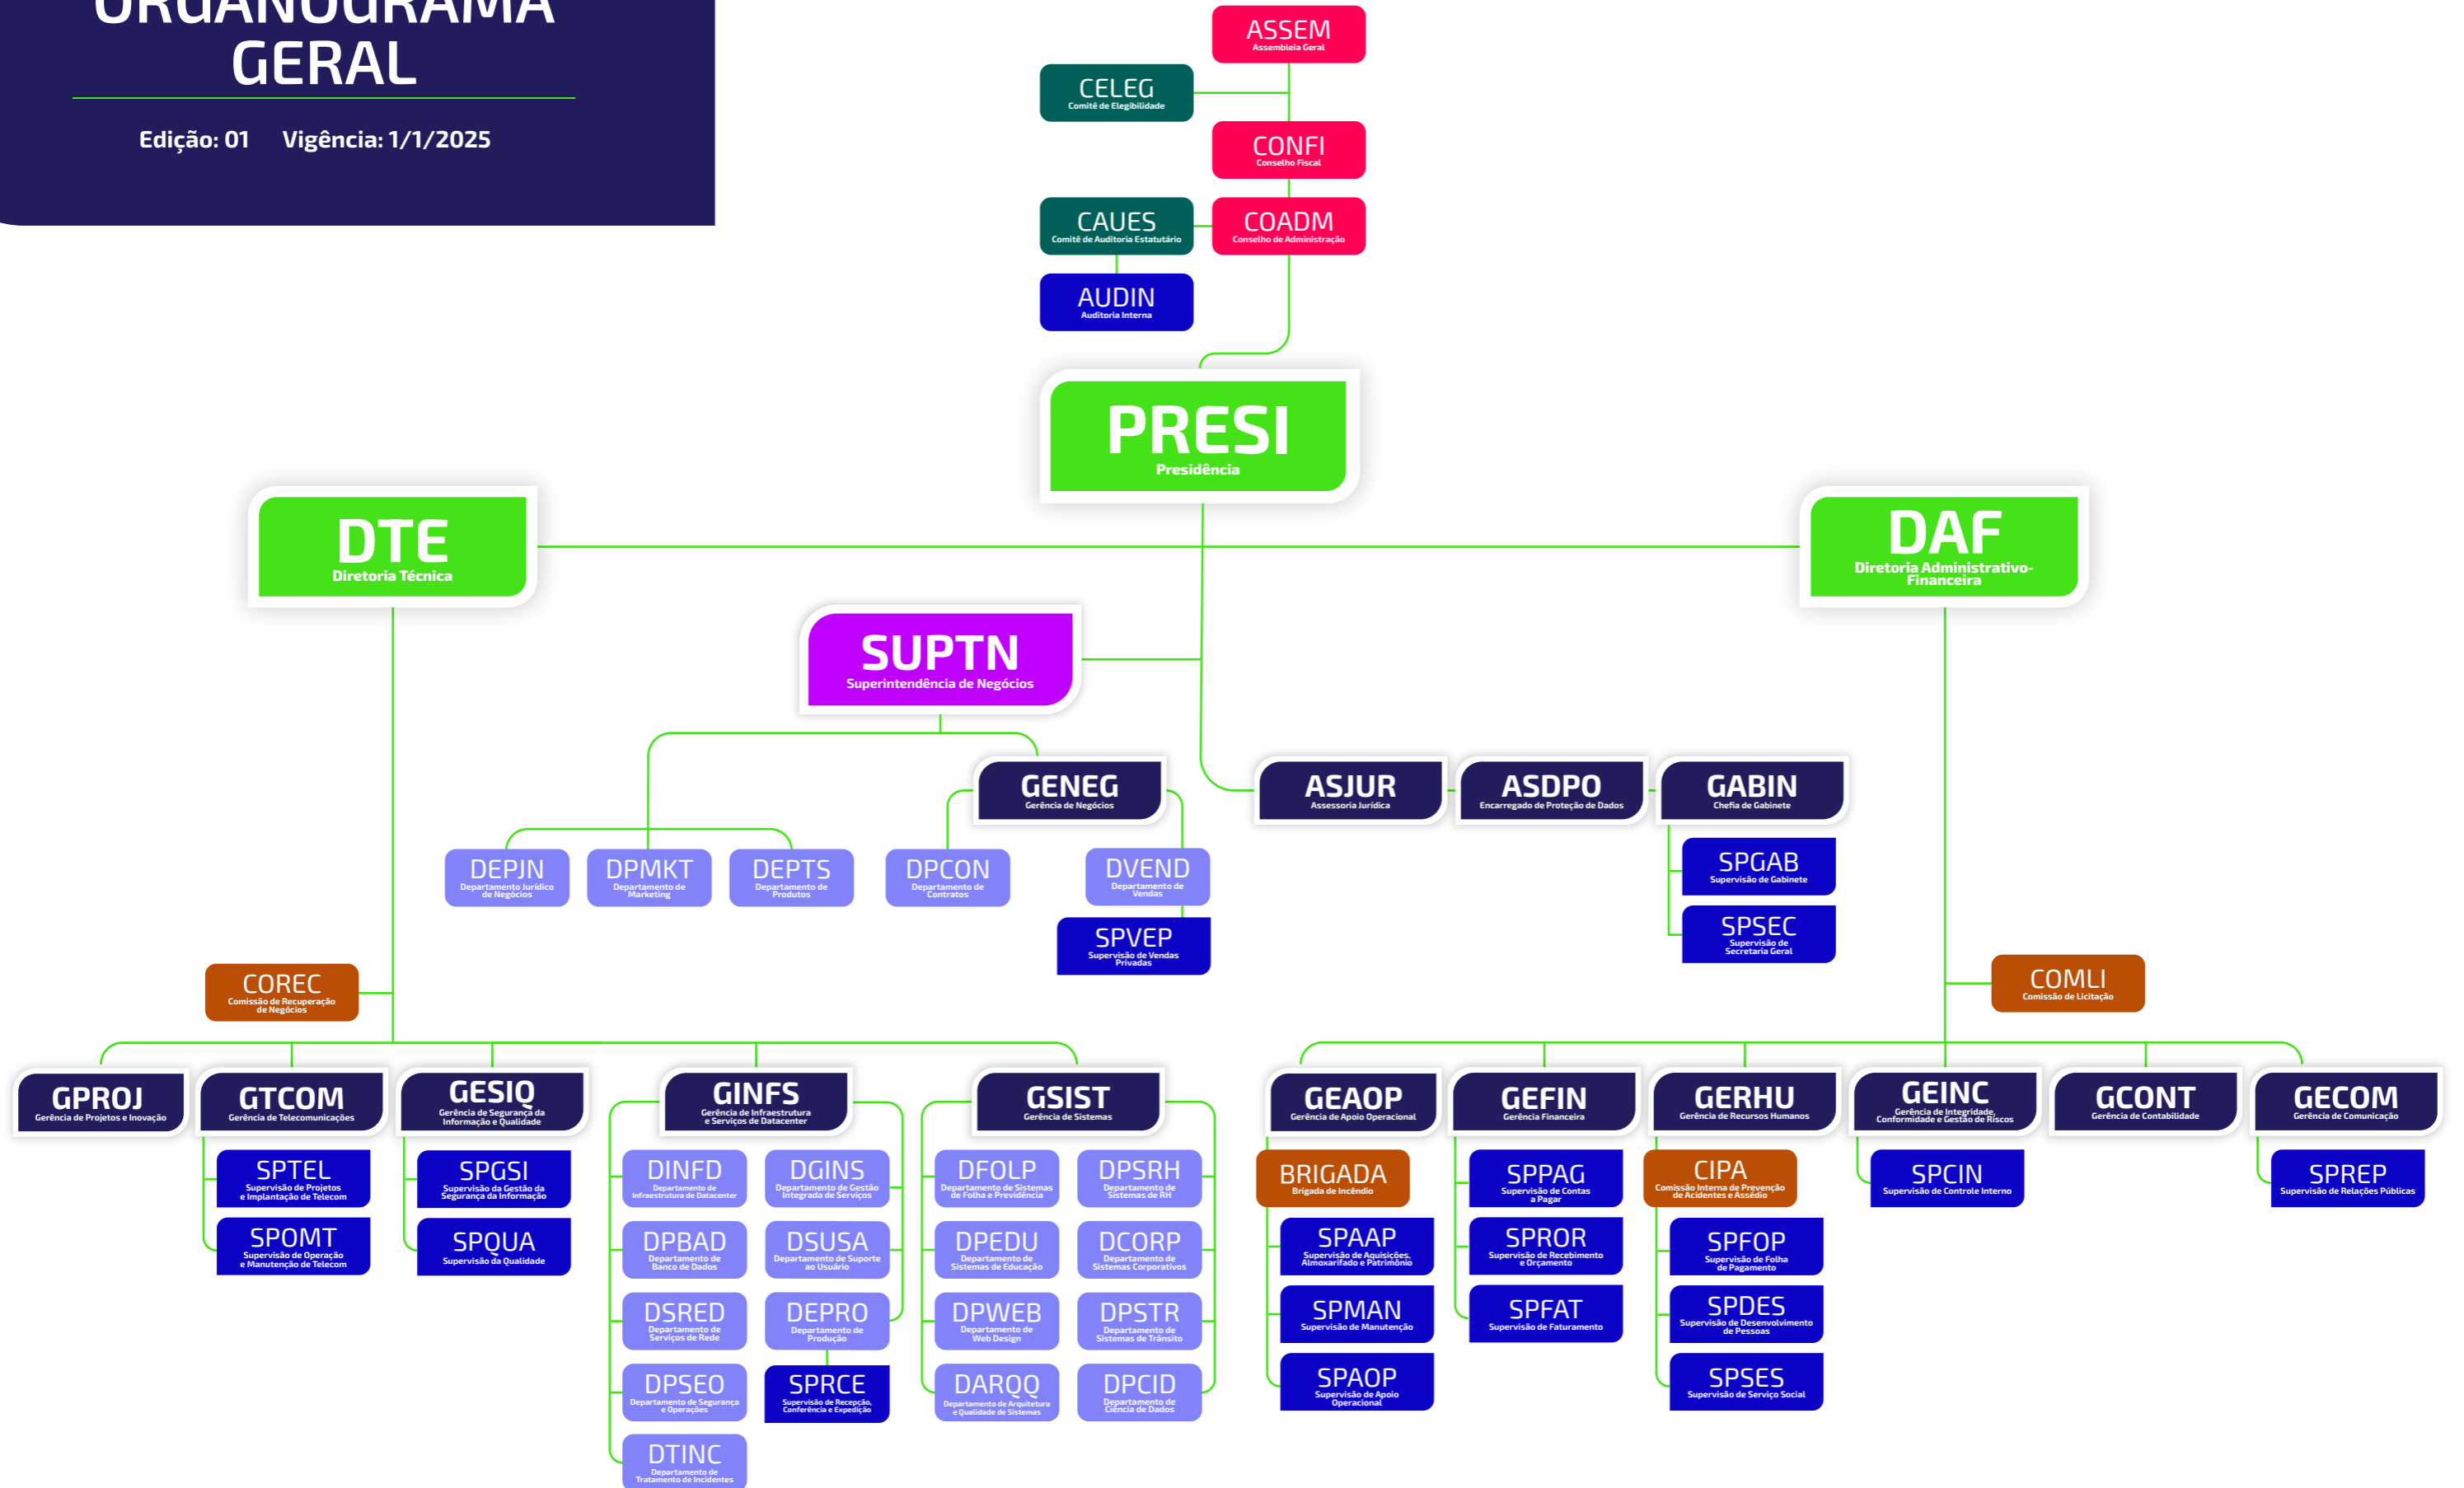 ORGANOGRAMA
GERAL
Edição: 01 Vigência: 1/1/2025
ASSEM
Assembleia Geral
CELEG
Comitê de Elegibilidade
CONFI
Conselho Fiscal
CAUES
Comitê de Auditoria Estatutário
COADM
Conselho de Administração
AUDIN
Auditoria Interna
PRESI
Presidência
DTE
Diretoria Técnica
DAF
Diretoria Administrativo-
Financeira
SUPTN
Superintendência de Negócios
GENEG
Gerência de Negócios
ASJUR
Assessoria Jurídica
ASDPO
Encarregado de Proteção de Dados
GABIN
Chefia de Gabinete
DEPJN
Departamento Jurídico
de Negócios
DPMKT
Departamento de
Marketing
DEPTS
Departamento de
Produtos
DPCON
Departamento de
Contratos
DVEND
Departamento de
Vendas
SPVEP
Supervisão de Vendas
Privadas
SPGAB
Supervisão de Gabinete
SPSEC
Supervisão de
Secretaria Geral
COREC
Comissão de Recuperação
de Negócios
COMLI
Comissão de Licitação
GPROJ
Gerência de Projetos e Inovação
GTCOM
Gerência de Telecomunicações
GESIQ
Gerência de Segurança da
Informação e Qualidade
GINFS
Gerência de Infraestrutura
e Serviços de Datacenter
GSIST
Gerência de Sistemas
GEAOP
Gerência de Apoio Operacional
GEFIN
Gerência Financeira
GERHU
Gerência de Recursos Humanos
GEINC
Gerência de Integridade,
Conformidade e Gestão de Riscos
GCONT
Gerência de Contabilidade
GECOM
Gerência de Comunicação
SPTEL
Supervisão de Projetos
e Implantação de Telecom
SPOMT
Supervisão de Operação
e Manutenção de Telecom
SPGSI
Supervisão da Gestão da
Segurança da Informação
SPQUA
Supervisão da Qualidade
DINFD
Departamento de
Infraestrutura de Datacenter
DPBAD
Departamento de
Banco de Dados
DSRED
Departamento de
Serviços de Rede
DPSEO
Departamento de Segurança
e Operações
DTINC
Departamento de
Tratamento de Incidentes
DGINS
Departamento de Gestão
Integrada de Serviços
DSUSA
Departamento de Suporte
ao Usuário
DEPRO
Departamento de
Produção
SPRCE
Supervisão de Recepção,
Conferência e Expedição
DFOLP
Departamento de Sistemas
de Folha e Previdência
DPEDU
Departamento de
Sistemas de Educação
DPWEB
Departamento de
Web Design
DARQQ
Departamento de Arquitetura
e Qualidade de Sistemas
DPSRH
Departamento de
Sistemas de RH
DCORP
Departamento de
Sistemas Corporativos
DPSTR
Departamento de
Sistemas de Trânsito
DPCID
Departamento de
Ciência de Dados
BRIGADA
Brigada de Incêndio
SPAAP
Supervisão de Aquisições,
Almoxarifado e Patrimônio
SPMAN
Supervisão de Manutenção
SPAOP
Supervisão de Apoio
Operacional
SPPAG
Supervisão de Contas
a Pagar
SPROR
Supervisão de Recebimento
e Orçamento
SPFAT
Supervisão de Faturamento
CIPA
Comissão Interna de Prevenção
de Acidentes e Assédio
SPFOP
Supervisão de Folha
de Pagamento
SPDES
Supervisão de Desenvolvimento
de Pessoas
SPSES
Supervisão de Serviço Social
SPCIN
Supervisão de Controle Interno
SPREP
Supervisão de Relações Públicas